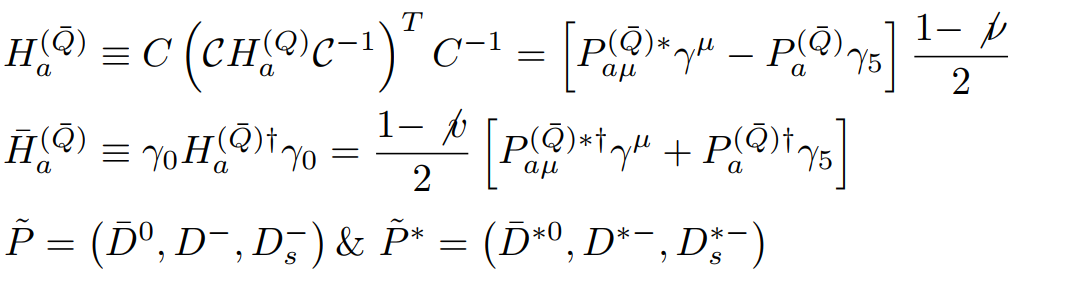 $H_a^{(\bar{Q})} \equiv C \left( \mathcal{C} H_a^{(Q)} \mathcal{C}^{-1} \right)^T C^{-1} = \left[ P_{a\mu}^{(\bar{Q})*} \gamma^\mu - P_a^{(\bar{Q})} \gamma_5 \right] \frac{1 - \not{v}}{2}$
$\bar{H}_a^{(\bar{Q})} \equiv \gamma_0 H_a^{(\bar{Q})\dagger} \gamma_0 = \frac{1 - \not{v}}{2} \left[ P_{a\mu}^{(\bar{Q})*\dagger} \gamma^\mu + P_a^{(\bar{Q})\dagger} \gamma_5 \right]$
$\tilde{P} = \left( \bar{D}^0, D^-, D_s^- \right) \& \tilde{P}^* = \left( \bar{D}^{*0}, D^{*-}, D_s^{*-} \right)$